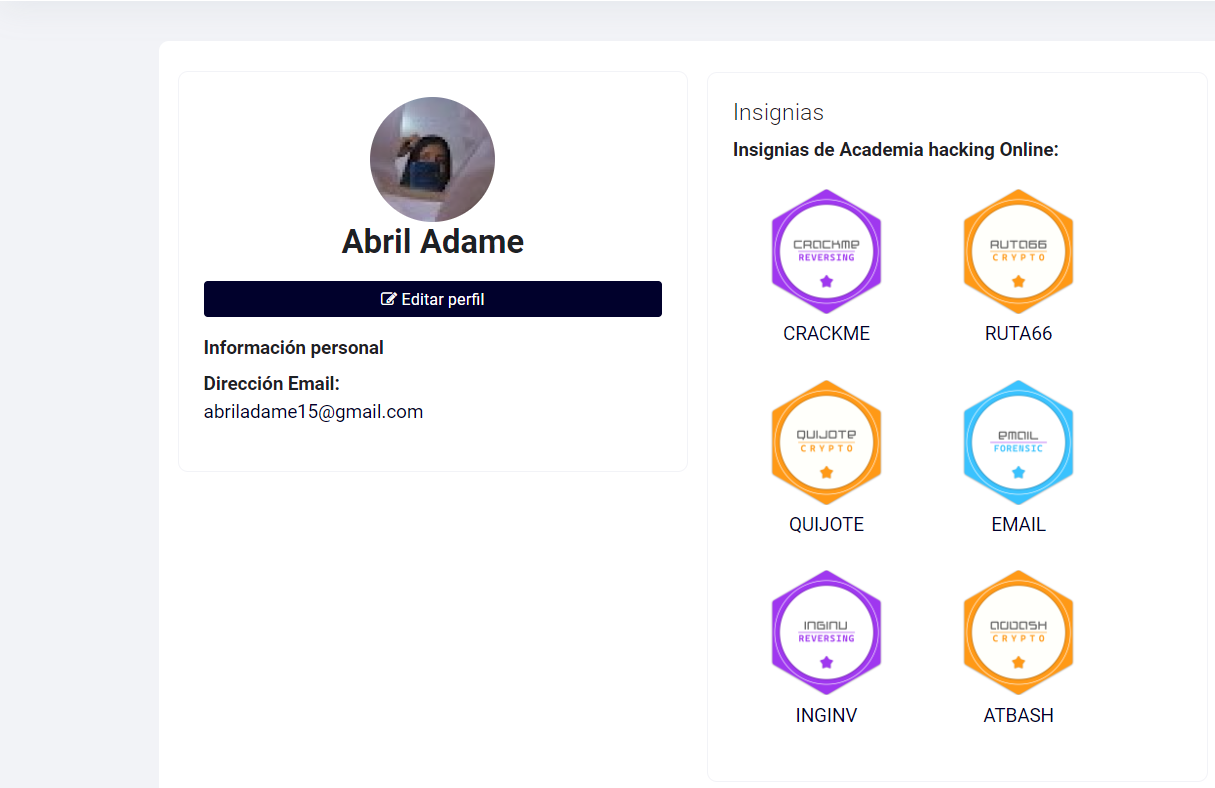 Abril Adame
Editar perfil
Información personal
Dirección Email:
abriladame15@gmail.com
Insignias
Insignias de Academia hacking Online:
CRACKME
REVERSING
CRACKME
RUTA66
CRYPTO
RUTA66
QUIJOTE
CRYPTO
QUIJOTE
EMAIL
FORENSIC
EMAIL
INGINV
REVERSING
INGINV
ATBASH
CRYPTO
ATBASH